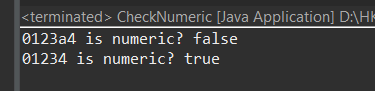 <terminated> CheckNumeric [Java Application] D:\HK
0123a4 is numeric? false
01234 is numeric? true